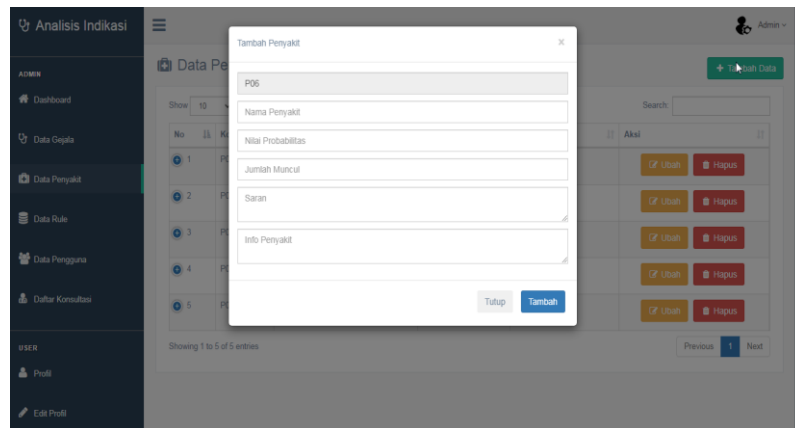 Analisis Indikasi
Admin
ADMIN
Dashboard
Data Gejala
Data Penyakit
Data Rule
Data Pengguna
Daftar Konsultasi
USER
Profil
Edit Profil
Data Pe
Tambah Data
Show 10
Search:
No
Aksi
1 Ubah Hapus
2 Ubah Hapus
3 Ubah Hapus
4 Ubah Hapus
5 Ubah Hapus
Showing 1 to 5 of 5 entries
Previous 1 Next
Tambah Penyakit x
P06
Nama Penyakit
Nilai Probabilitas
Jumlah Muncul
Saran
Info Penyakit
Tutup Tambah